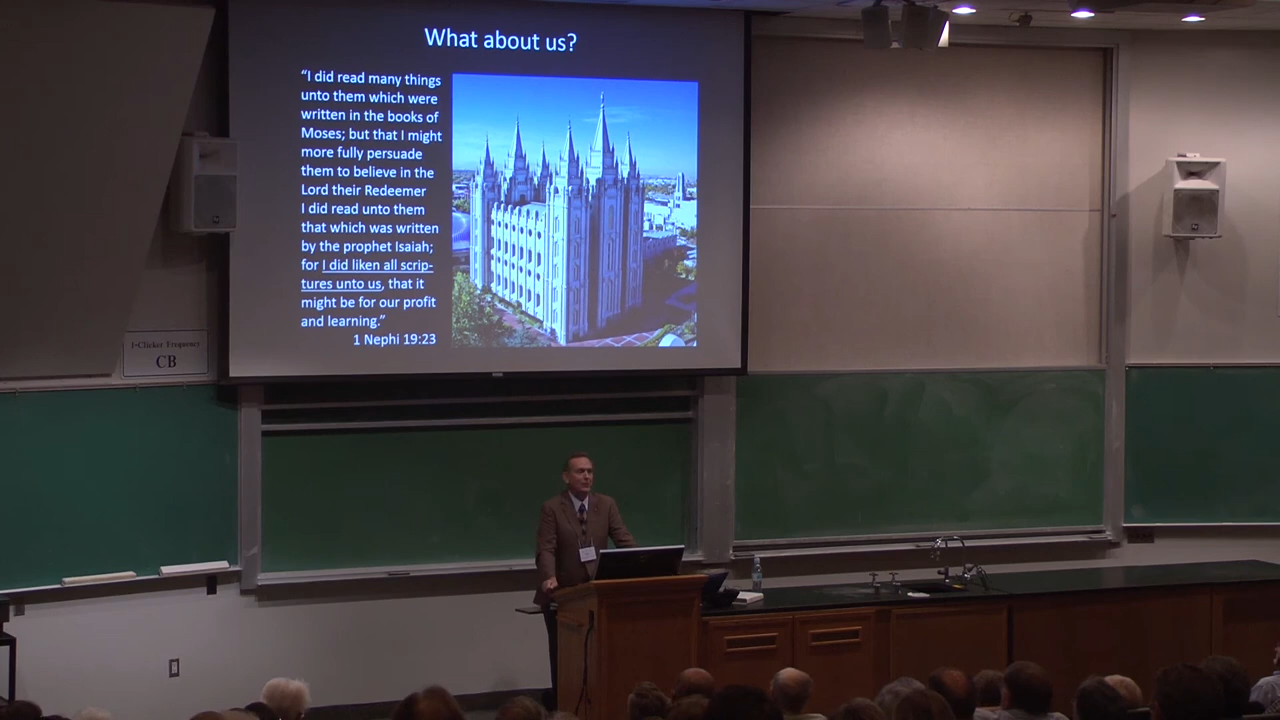 What about us?
“I did read many things
unto them which were
written in the books of
Moses; but that I might
more fully persuade
them to believe in the
Lord their Redeemer
I did read unto them
that which was written
by the prophet Isaiah;
for I did liken all scrip-
tures unto us, that it
might be for our profit
and learning.”
1 Nephi 19:23
I-Clicker Frequency
CB